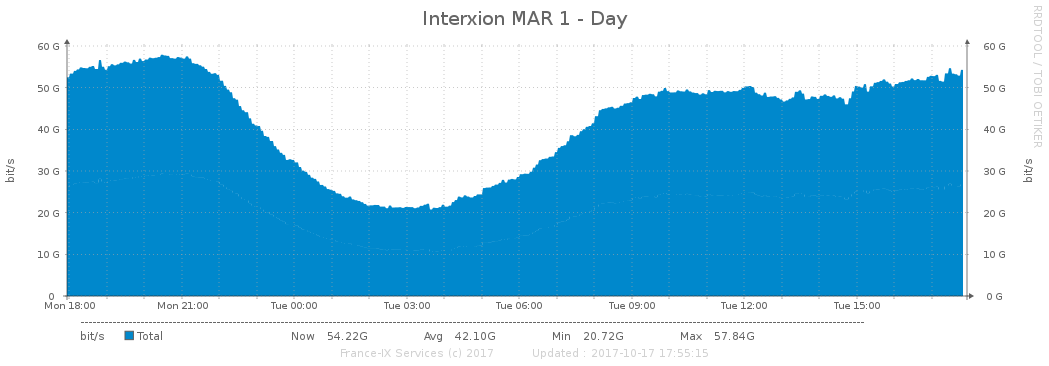 Interxion MAR 1 - Day
RRDTOOL / TOBI OETIKER
60 G 60 G
50 G 50 G
40 G 40 G
30 G 30 G
20 G 20 G
10 G 10 G
0 0 G
bit/s bit/s
Mon 18:00 Mon 21:00 Tue 00:00 Tue 03:00 Tue 06:00 Tue 09:00 Tue 12:00 Tue 15:00
bit/s Total Now 54.22G Avg 42.10G Min 20.72G Max 57.84G
France-IX Services (c) 2017 Updated : 2017-10-17 17:55:15